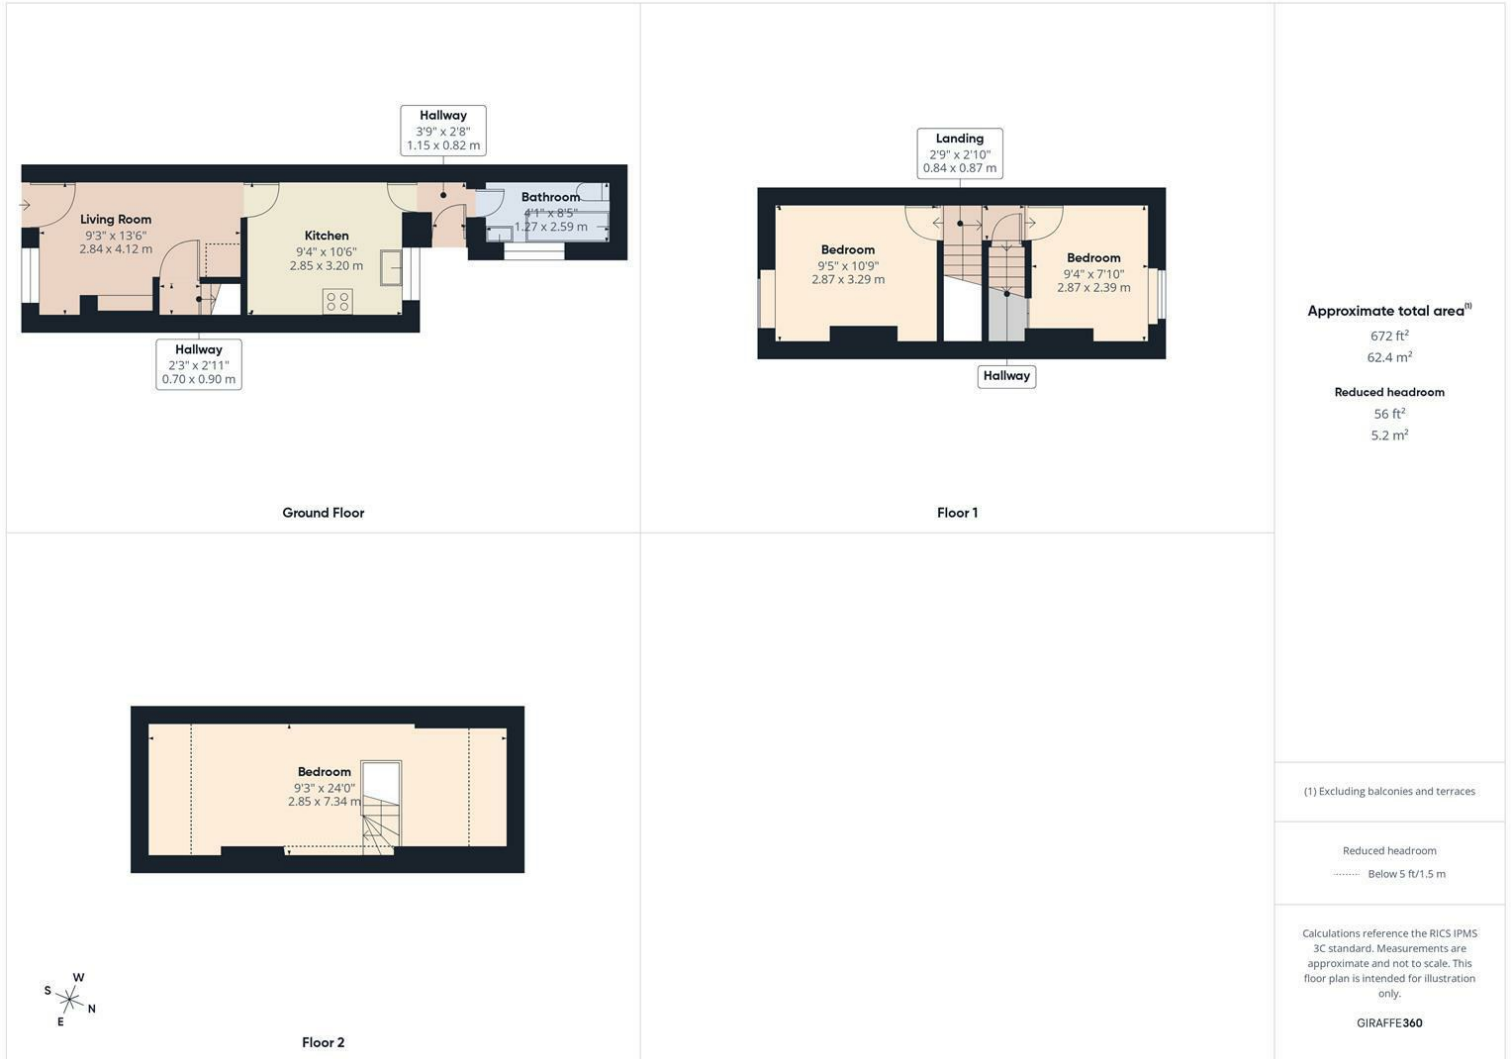 Hallway
3'9" x 2'8"
1.15 x 0.82 m
Living Room
9'3" x 13'6"
2.84 x 4.12 m
Kitchen
9'4" x 10'6"
2.85 x 3.20 m
Bathroom
4'1" x 8'5"
1.27 x 2.59 m
Hallway
2'3" x 2'11"
0.70 x 0.90 m
Ground Floor
Landing
2'9" x 2'10"
0.84 x 0.87 m
Bedroom
9'5" x 10'9"
2.87 x 3.29 m
Bedroom
9'4" x 7'10"
2.87 x 2.39 m
Hallway
Floor 1
Bedroom
9'3" x 24'0"
2.85 x 7.34 m
W
S
N
E
Floor 2
Approximate total area(1)
672 ft²
62.4 m²
Reduced headroom
56 ft²
5.2 m²
(1) Excluding balconies and terraces
Reduced headroom
Below 5 ft/1.5 m
Calculations reference the RICS IPMS
3C standard. Measurements are
approximate and not to scale. This
floor plan is intended for illustration
only.
GIRAFFE360